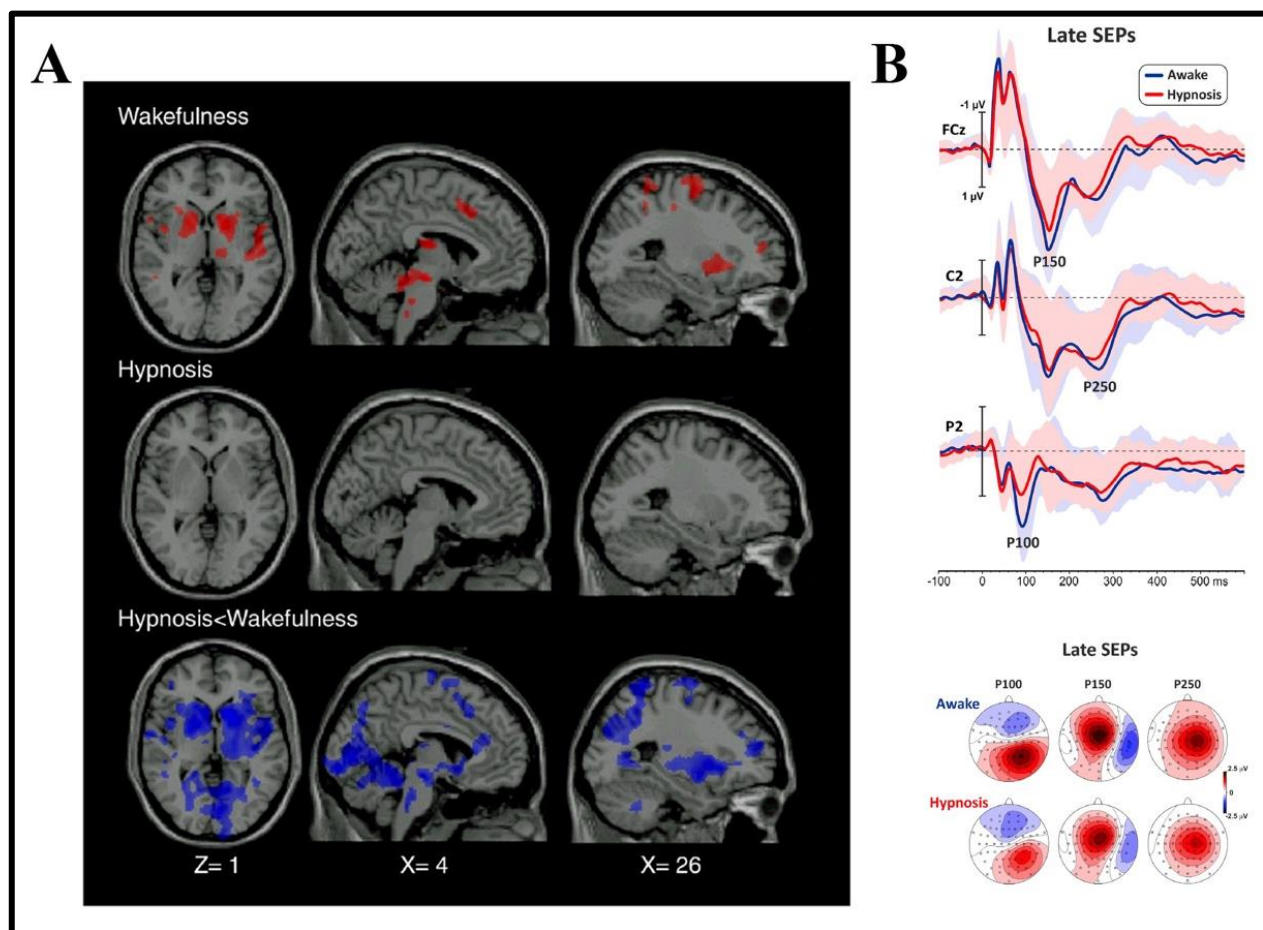 A
Wakefulness
Hypnosis
Hypnosis<Wakefulness
Z= 1
X= 4
X= 26
B
Late SEPs
Awake
Hypnosis
-1 µV
FCz
1 µV
P150
C2
P250
P2
P100
-100
0
100
200
300
400
500 ms
Late SEPs
P100
P150
P250
Awake
2.5 µV
0
-2.5 µV
Hypnosis